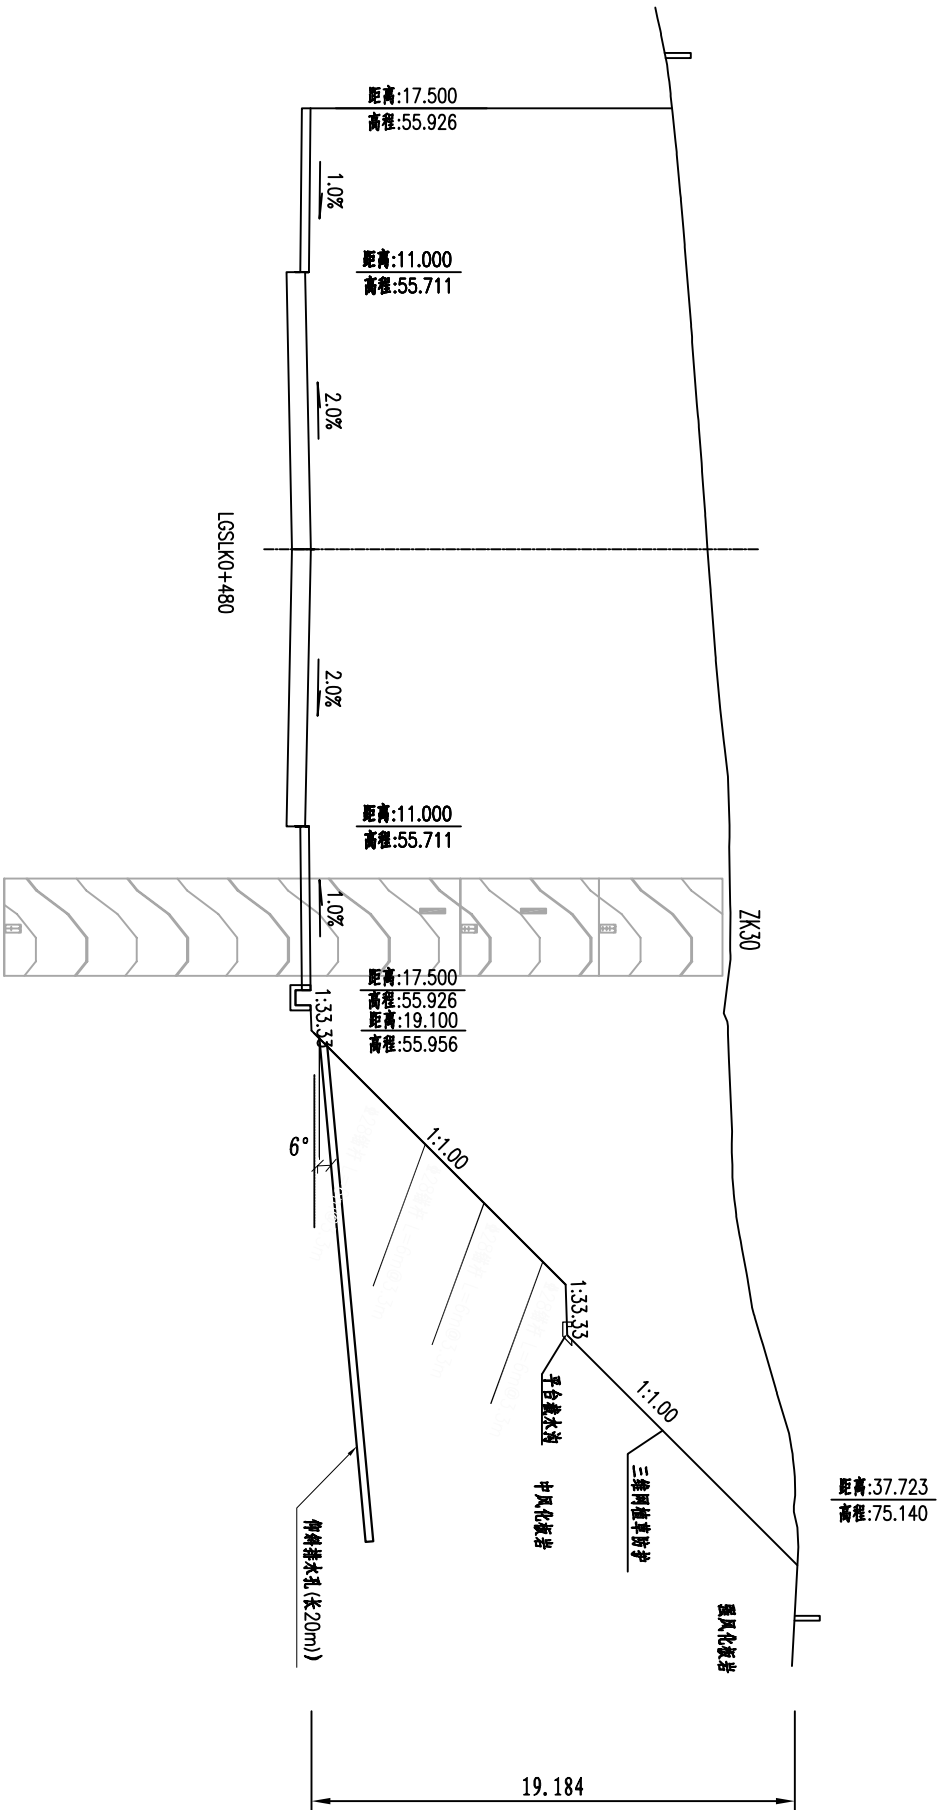 距离:17.500
高程:55.926
1.0%
距离:11.000
高程:55.711
2.0%
LGSLK0+480
2.0%
距离:11.000
高程:55.711
1.0%
ZK30
距离:17.500
高程:55.926
1:33.33
距离:19.100
高程:55.956
6°
1:1.00
1:33.33
平台截水沟
1:1.00
中风化板岩
三维网植草防护
距离:37.723
高程:75.140
仰斜排水孔(长20m))
强风化板岩
19.184